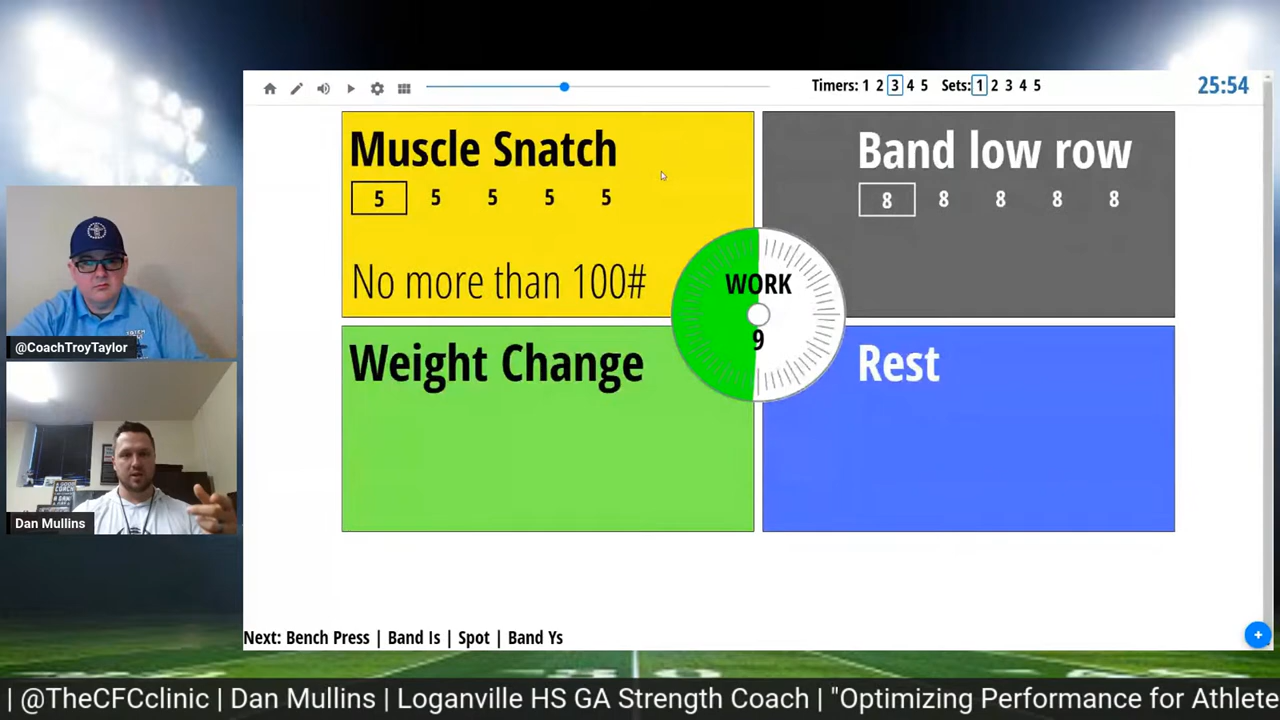 Timers: 1 2 3 4 5 Sets: 1 2 3 4 5
25:54
Muscle Snatch
5 5 5 5 5
No more than 100#
Band low row
8 8 8 8 8
WORK
9
Weight Change
Rest
@CoachTroyTaylor
Dan Mullins
Next: Bench Press | Band Is | Spot | Band Ys
| @TheCFCclinic | Dan Mullins | Loganville HS GA Strength Coach | "Optimizing Performance for Athlete